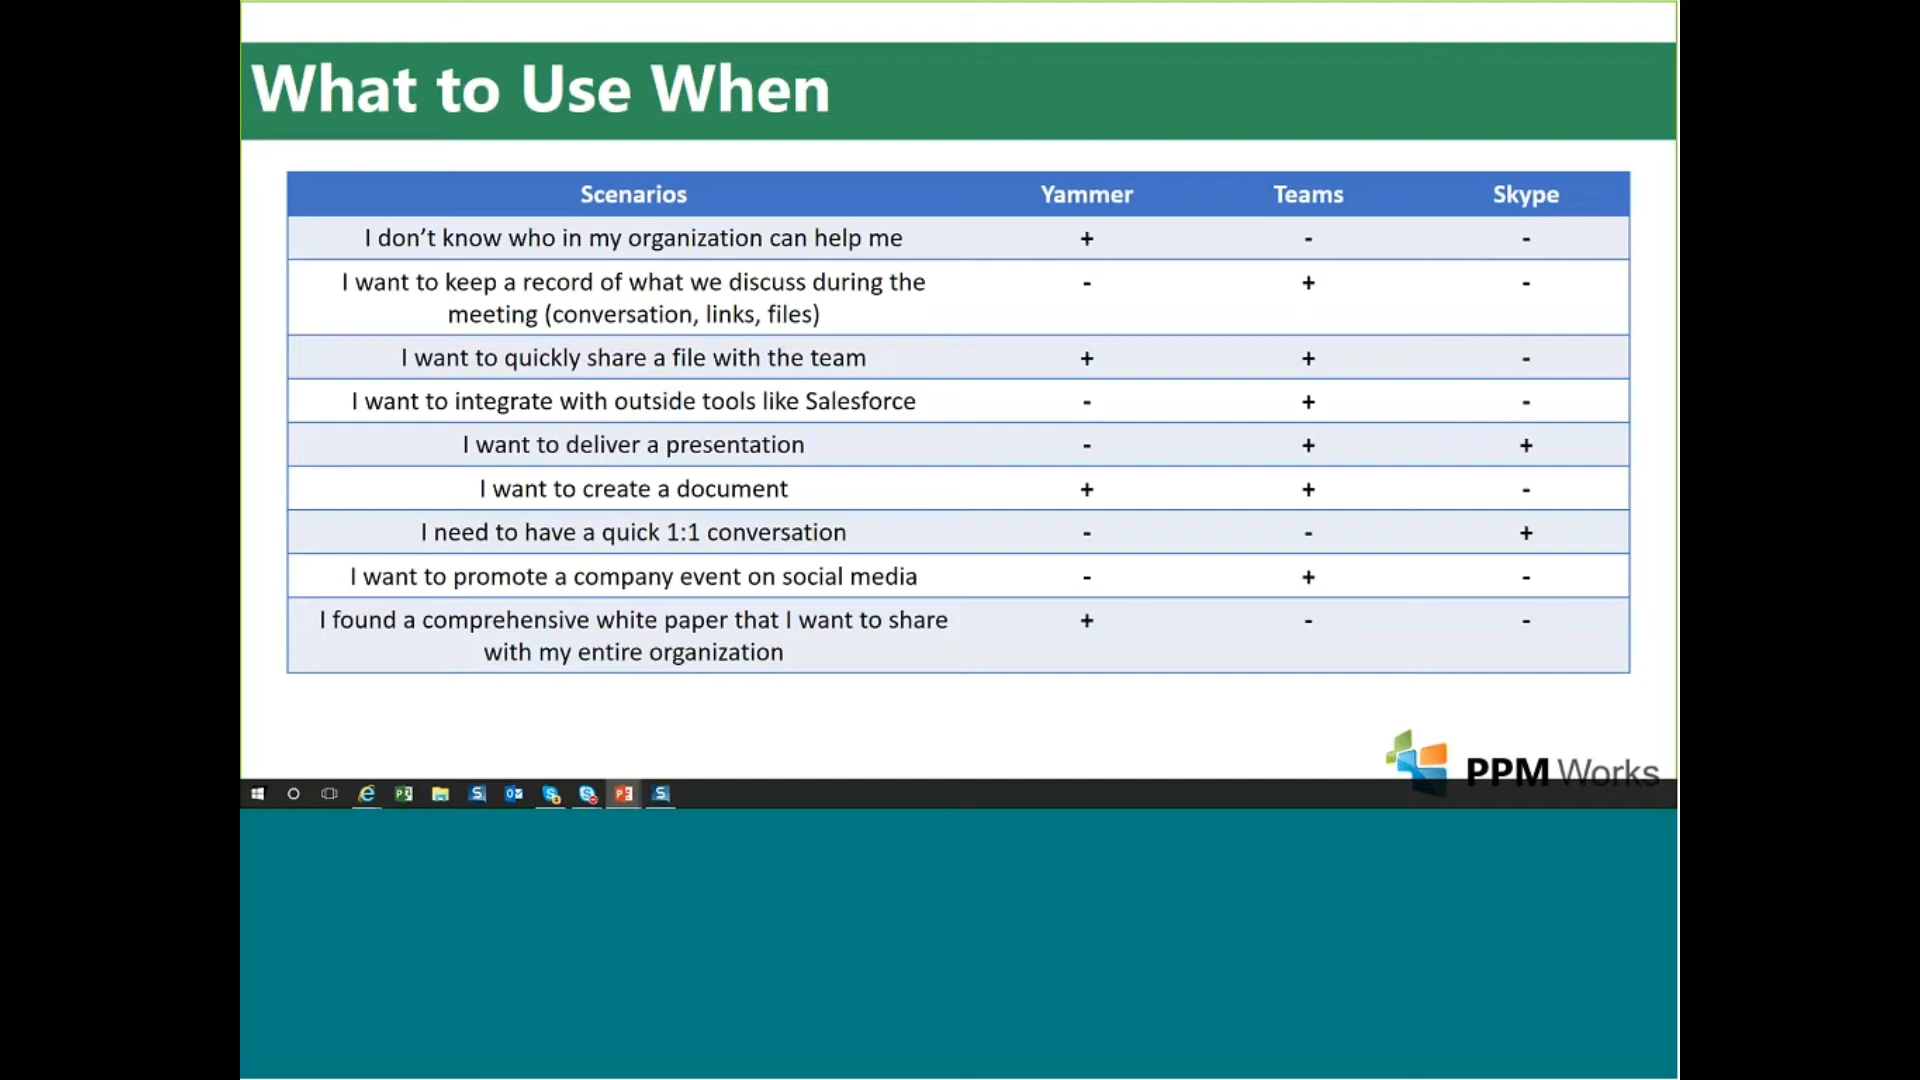 What to Use When
Scenarios Yammer Teams Skype
I don’t know who in my organization can help me + - -
I want to keep a record of what we discuss during the - + -
meeting (conversation, links, files)
I want to quickly share a file with the team + + -
I want to integrate with outside tools like Salesforce - + -
I want to deliver a presentation - + +
I want to create a document + + -
I need to have a quick 1:1 conversation - - +
I want to promote a company event on social media - + -
I found a comprehensive white paper that I want to share + - -
with my entire organization
PPM Works